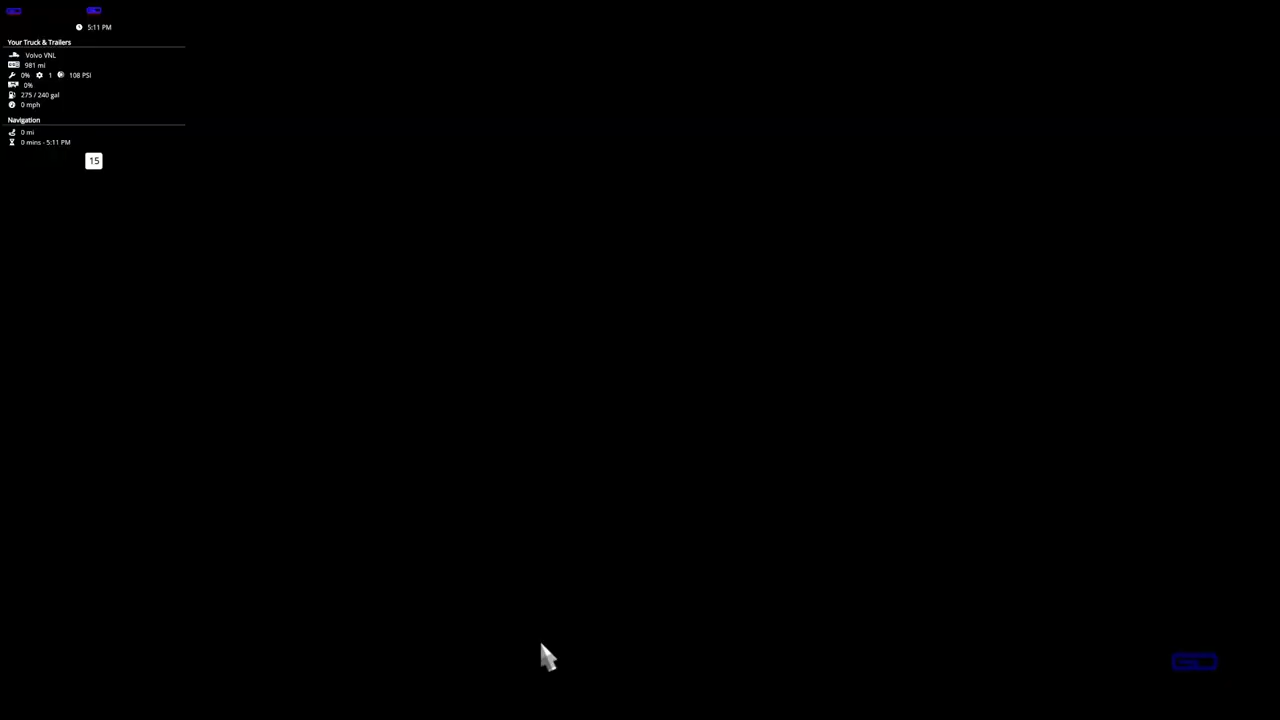 5:11 PM
Your Truck & Trailers
Volvo VNL
981 mi
0% 1 108 PSI
0%
275 / 240 gal
0 mph
Navigation
0 mi
0 mins - 5:11 PM
15